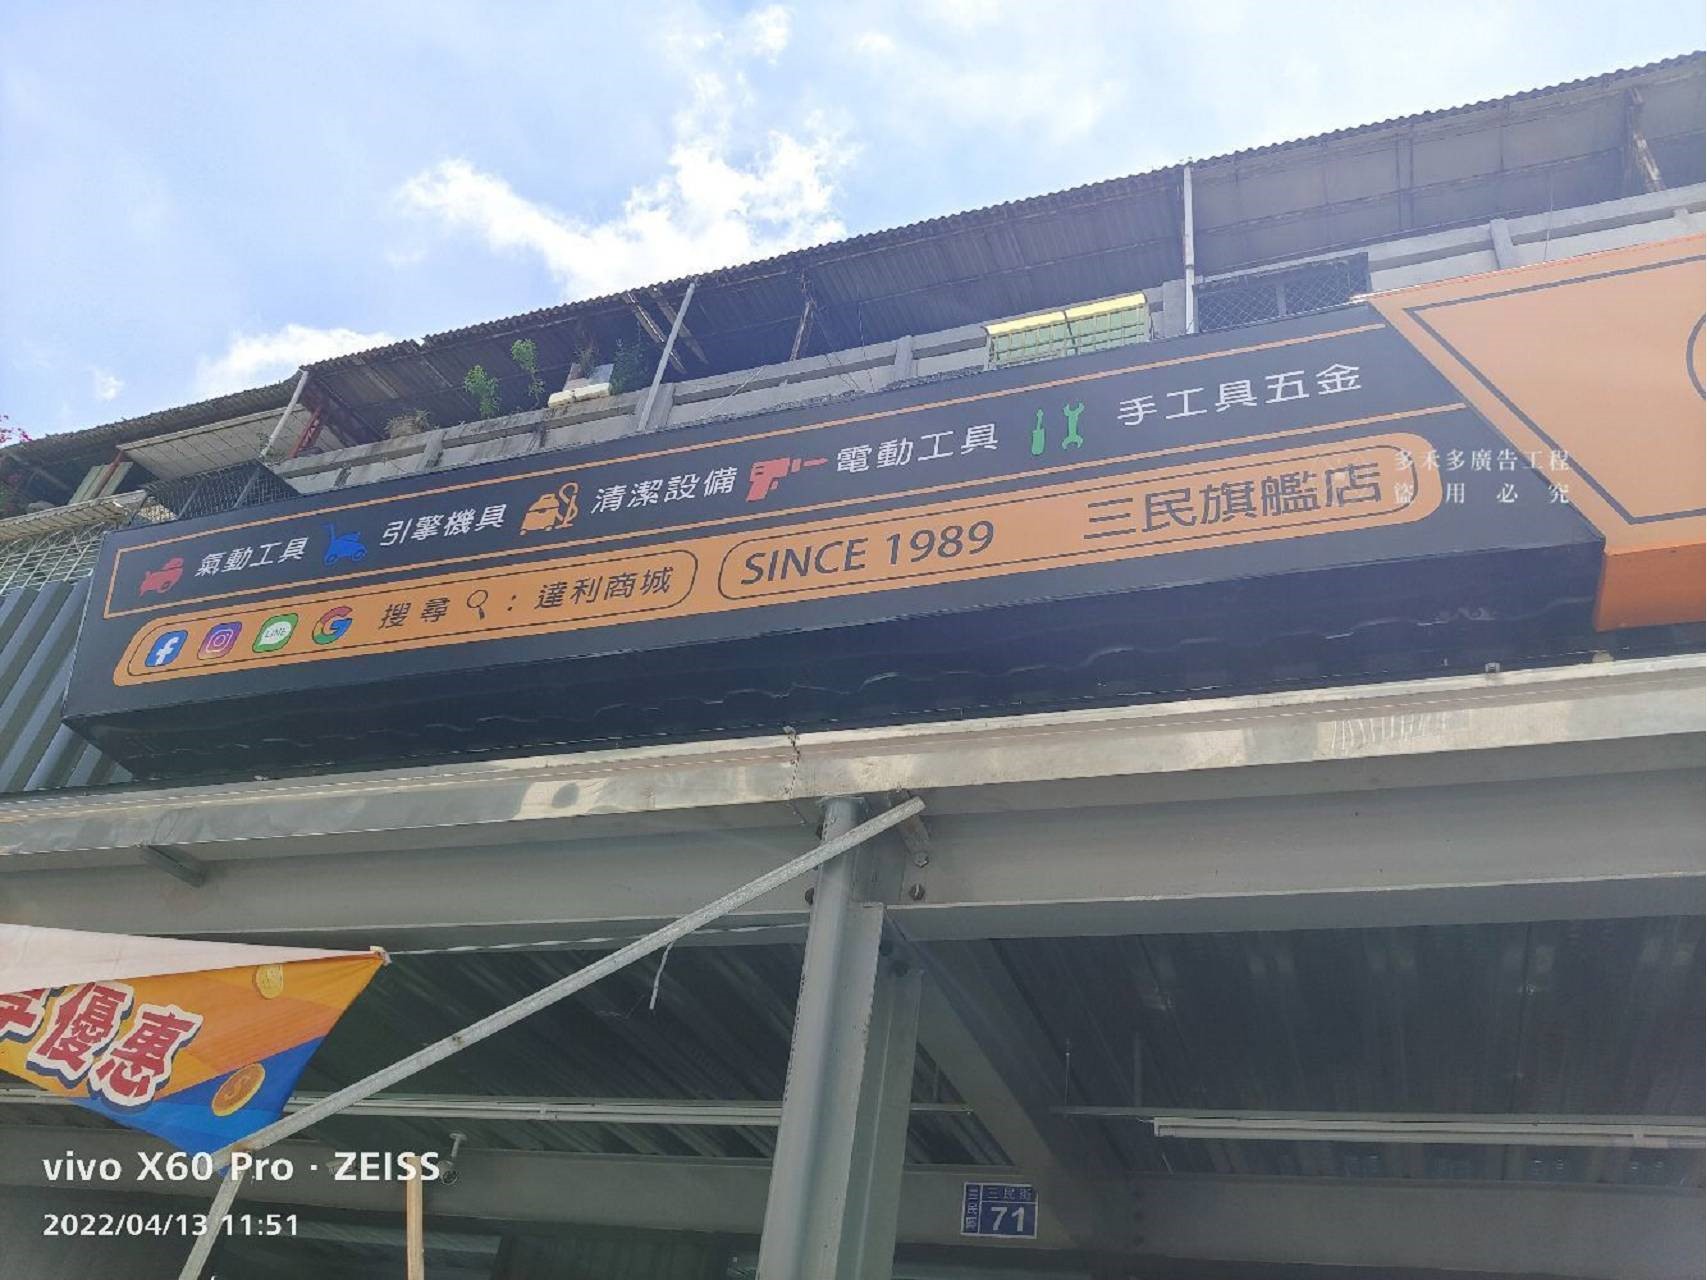 氣動工具 引擎機具 清潔設備 電動工具 手工具五金
LINE 搜尋 : 達利商城 SINCE 1989 三民旗艦店
多禾多廣告工程
盜用必究
優惠
vivo X60 Pro · ZEISS
2022/04/13 11:51
三民街
71